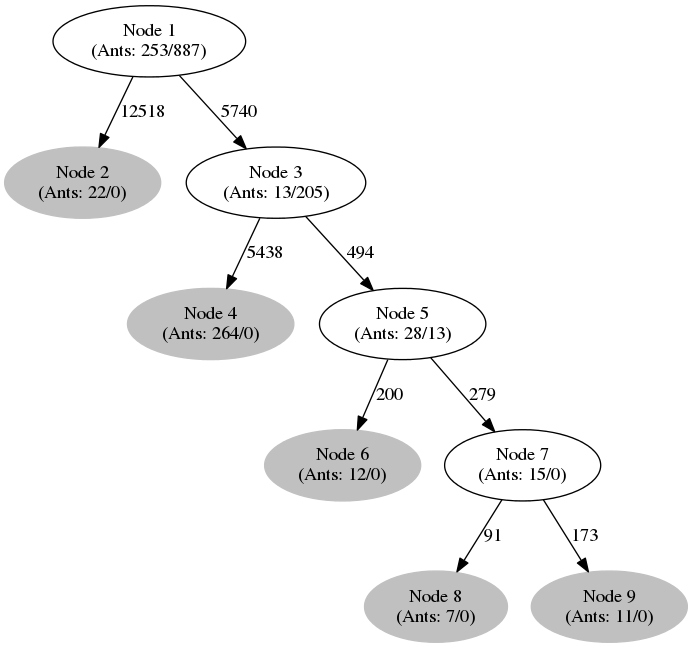 Node 1
(Ants: 253/887)
12518
5740
Node 2
(Ants: 22/0)
Node 3
(Ants: 13/205)
5438
494
Node 4
(Ants: 264/0)
Node 5
(Ants: 28/13)
200
279
Node 6
(Ants: 12/0)
Node 7
(Ants: 15/0)
91
173
Node 8
(Ants: 7/0)
Node 9
(Ants: 11/0)